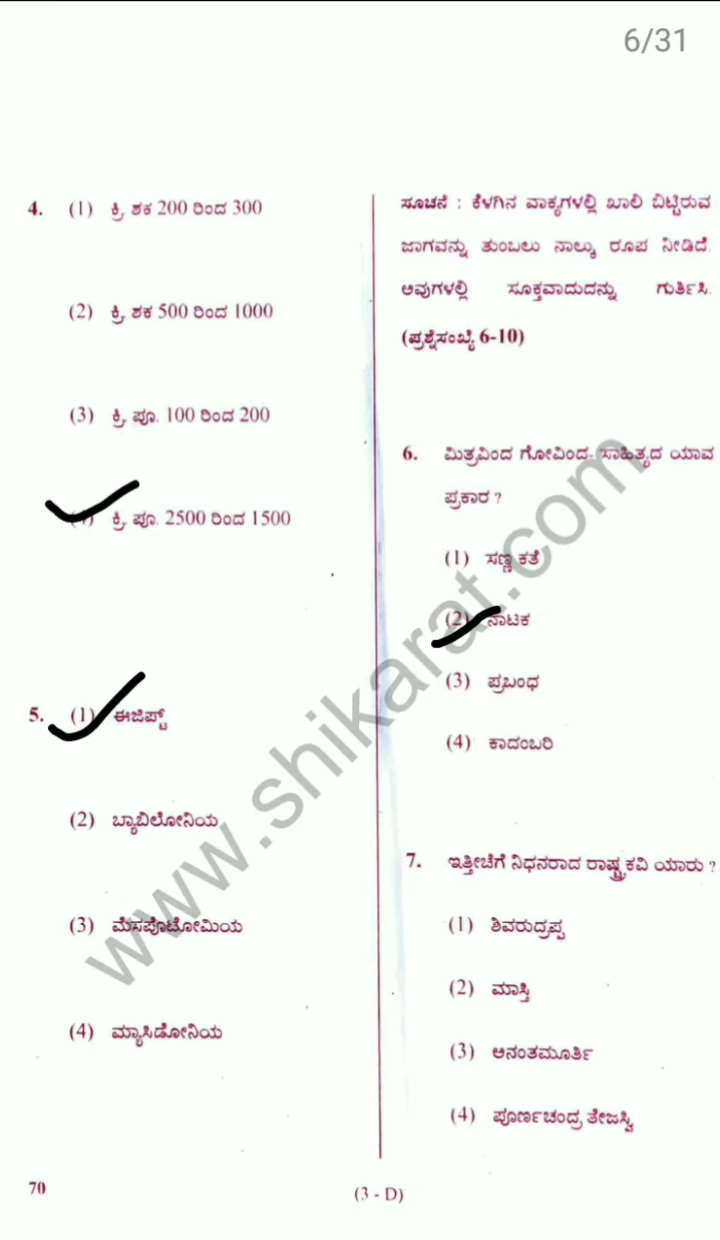 6/31
4. (1) ಕ್ರಿ. ಶಕ 200 ರಿಂದ 300
(2) ಕ್ರಿ. ಶಕ 500 ರಿಂದ 1000
(3) ಕ್ರಿ. ಪೂ. 100 ರಿಂದ 200
(4) ಕ್ರಿ. ಪೂ. 2500 ರಿಂದ 1500
5. (1) ಈಜಿಪ್ಟ್
(2) ಬ್ಯಾಬಿಲೋನಿಯ
(3) ಮೆಸಪೊಟೋಮಿಯ
(4) ಮ್ಯಾಸಿಡೋನಿಯ
ಸೂಚನೆ : ಕೆಳಗಿನ ವಾಕ್ಯಗಳಲ್ಲಿ ಖಾಲಿ ಬಿಟ್ಟಿರುವ
ಜಾಗವನ್ನು ತುಂಬಲು ನಾಲ್ಕು ರೂಪ ನೀಡಿದೆ.
ಅವುಗಳಲ್ಲಿ ಸೂಕ್ತವಾದುದನ್ನು ಗುರ್ತಿಸಿ.
(ಪ್ರಶ್ನೆಸಂಖ್ಯೆ 6-10)
6. ಮಿತ್ರವಿಂದ ಗೋವಿಂದ- ಸಾಹಿತ್ಯದ ಯಾವ
ಪ್ರಕಾರ ?
(1) ಸಣ್ಣ ಕತೆ
(2) ನಾಟಕ
(3) ಪ್ರಬಂಧ
(4) ಕಾದಂಬರಿ
7. ಇತ್ತೀಚೆಗೆ ನಿಧನರಾದ ರಾಷ್ಟ್ರಕವಿ ಯಾರು ?
(1) ಶಿವರುದ್ರಪ್ಪ
(2) ಮಾಸ್ತಿ
(3) ಅನಂತಮೂರ್ತಿ
(4) ಪೂರ್ಣಚಂದ್ರ ತೇಜಸ್ವಿ
70
(3 - D)
www.shikarat.com